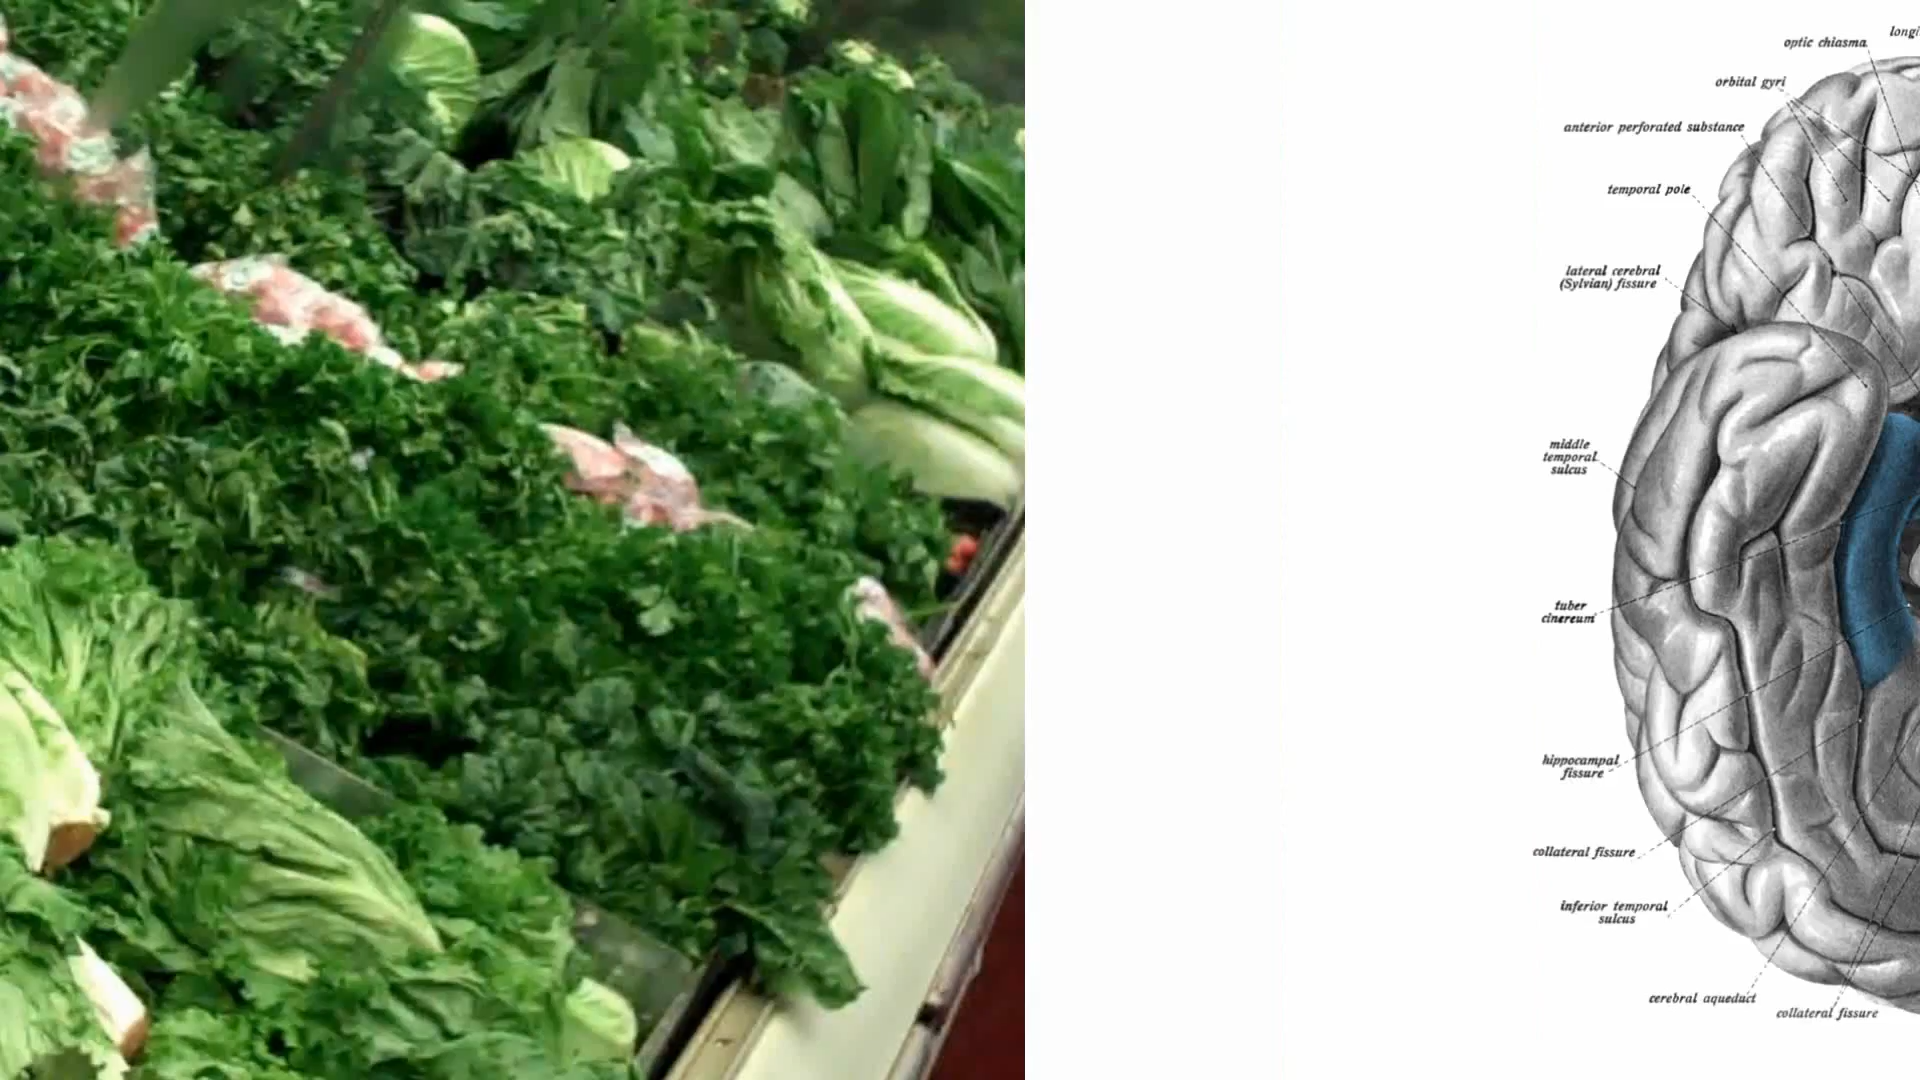 longi
optic chiasma
orbital gyri
anterior perforated substance
temporal pole
lateral cerebral
(Sylvian) fissure
middle
temporal
sulcus
tuber
cinereum
hippocampal
fissure
collateral fissure
inferior temporal
sulcus
cerebral aqueduct
collateral fissure